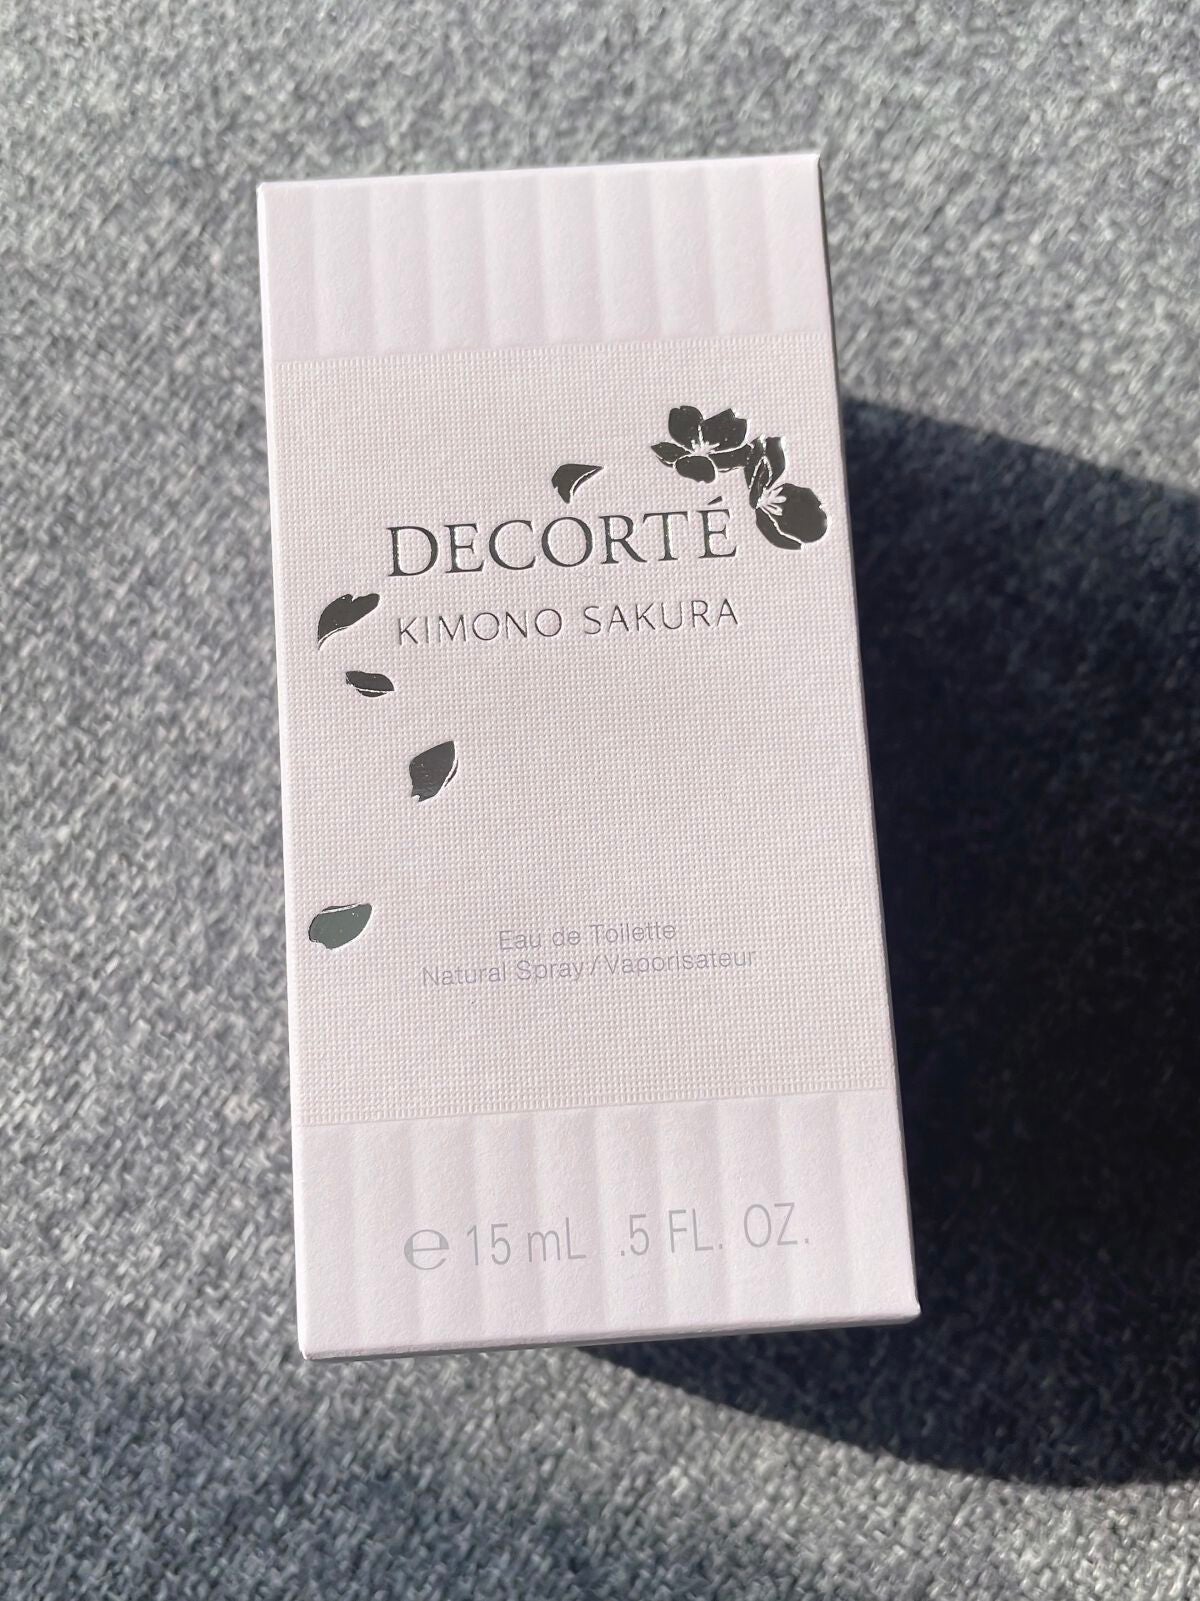 DECORTÉ
KIMONO SAKURA
Eau de Toilette
Natural Spray/Vaporisateur
℮ 15 mL .5 FL. OZ.